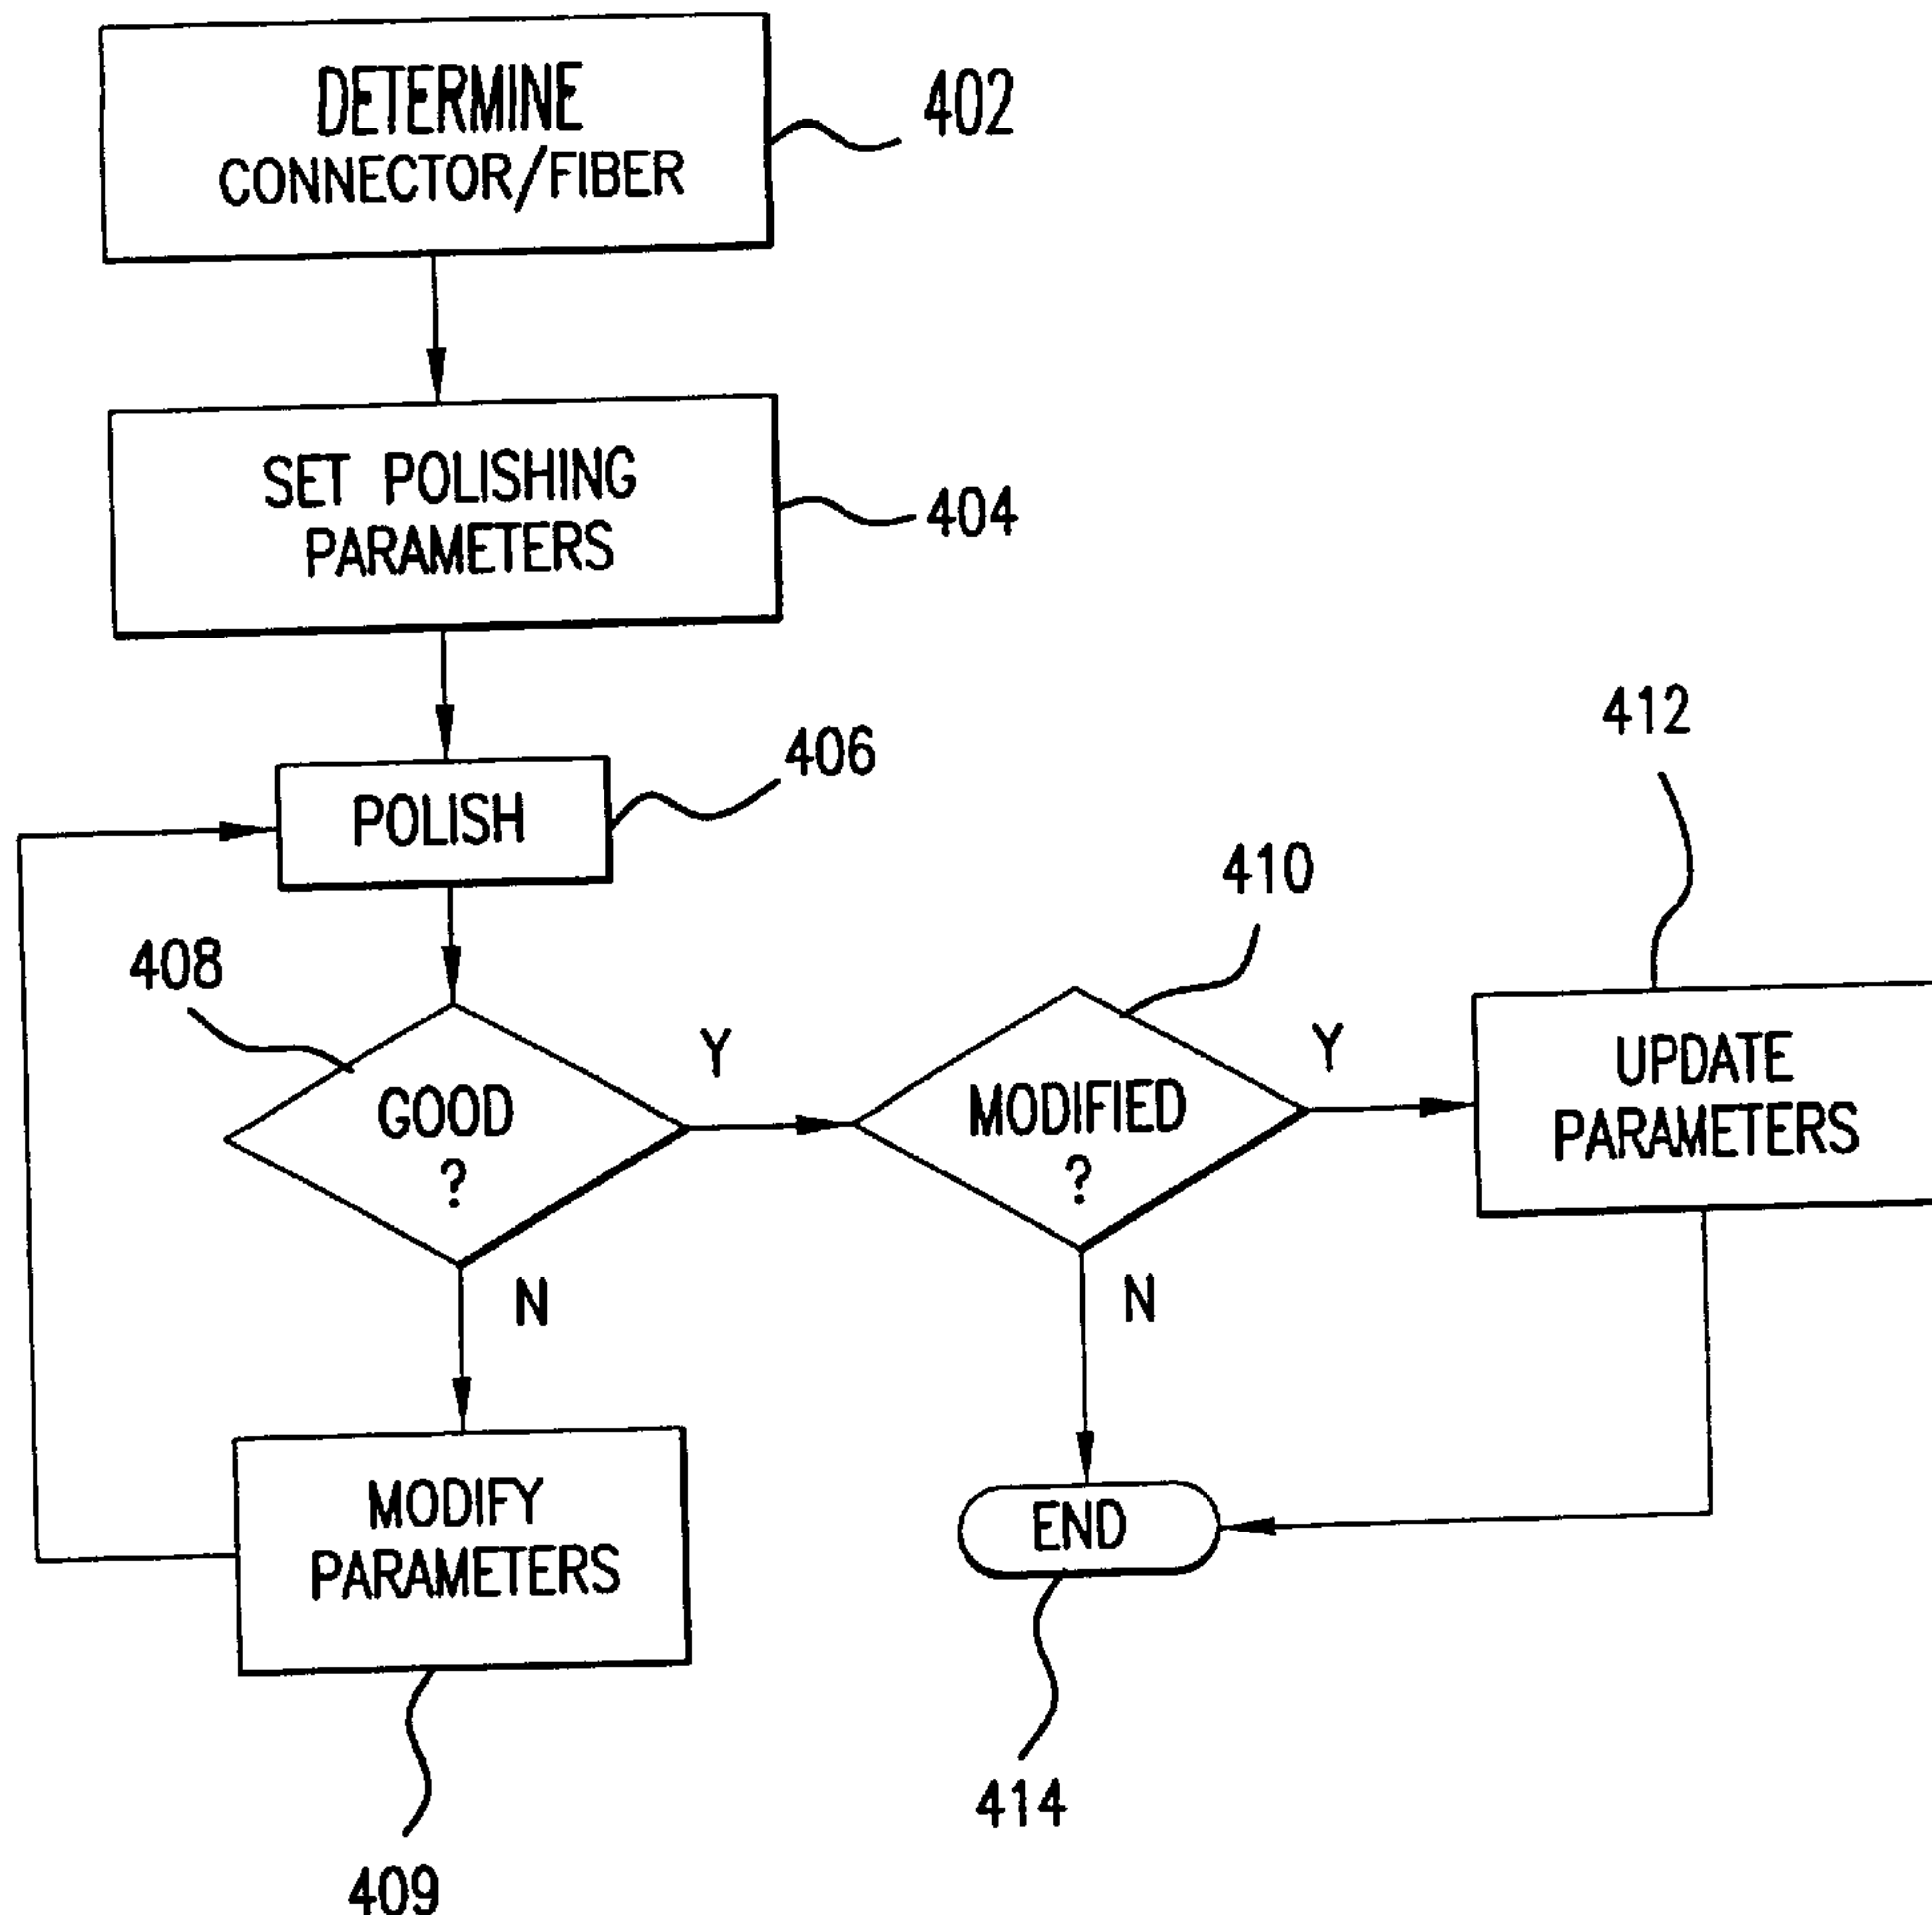 DETERMINE
CONNECTOR/FIBER
402
SET POLISHING
PARAMETERS
404
POLISH
406
408
GOOD
?
Y
N
410
MODIFIED
?
Y
N
412
UPDATE
PARAMETERS
MODIFY
PARAMETERS
409
END
414